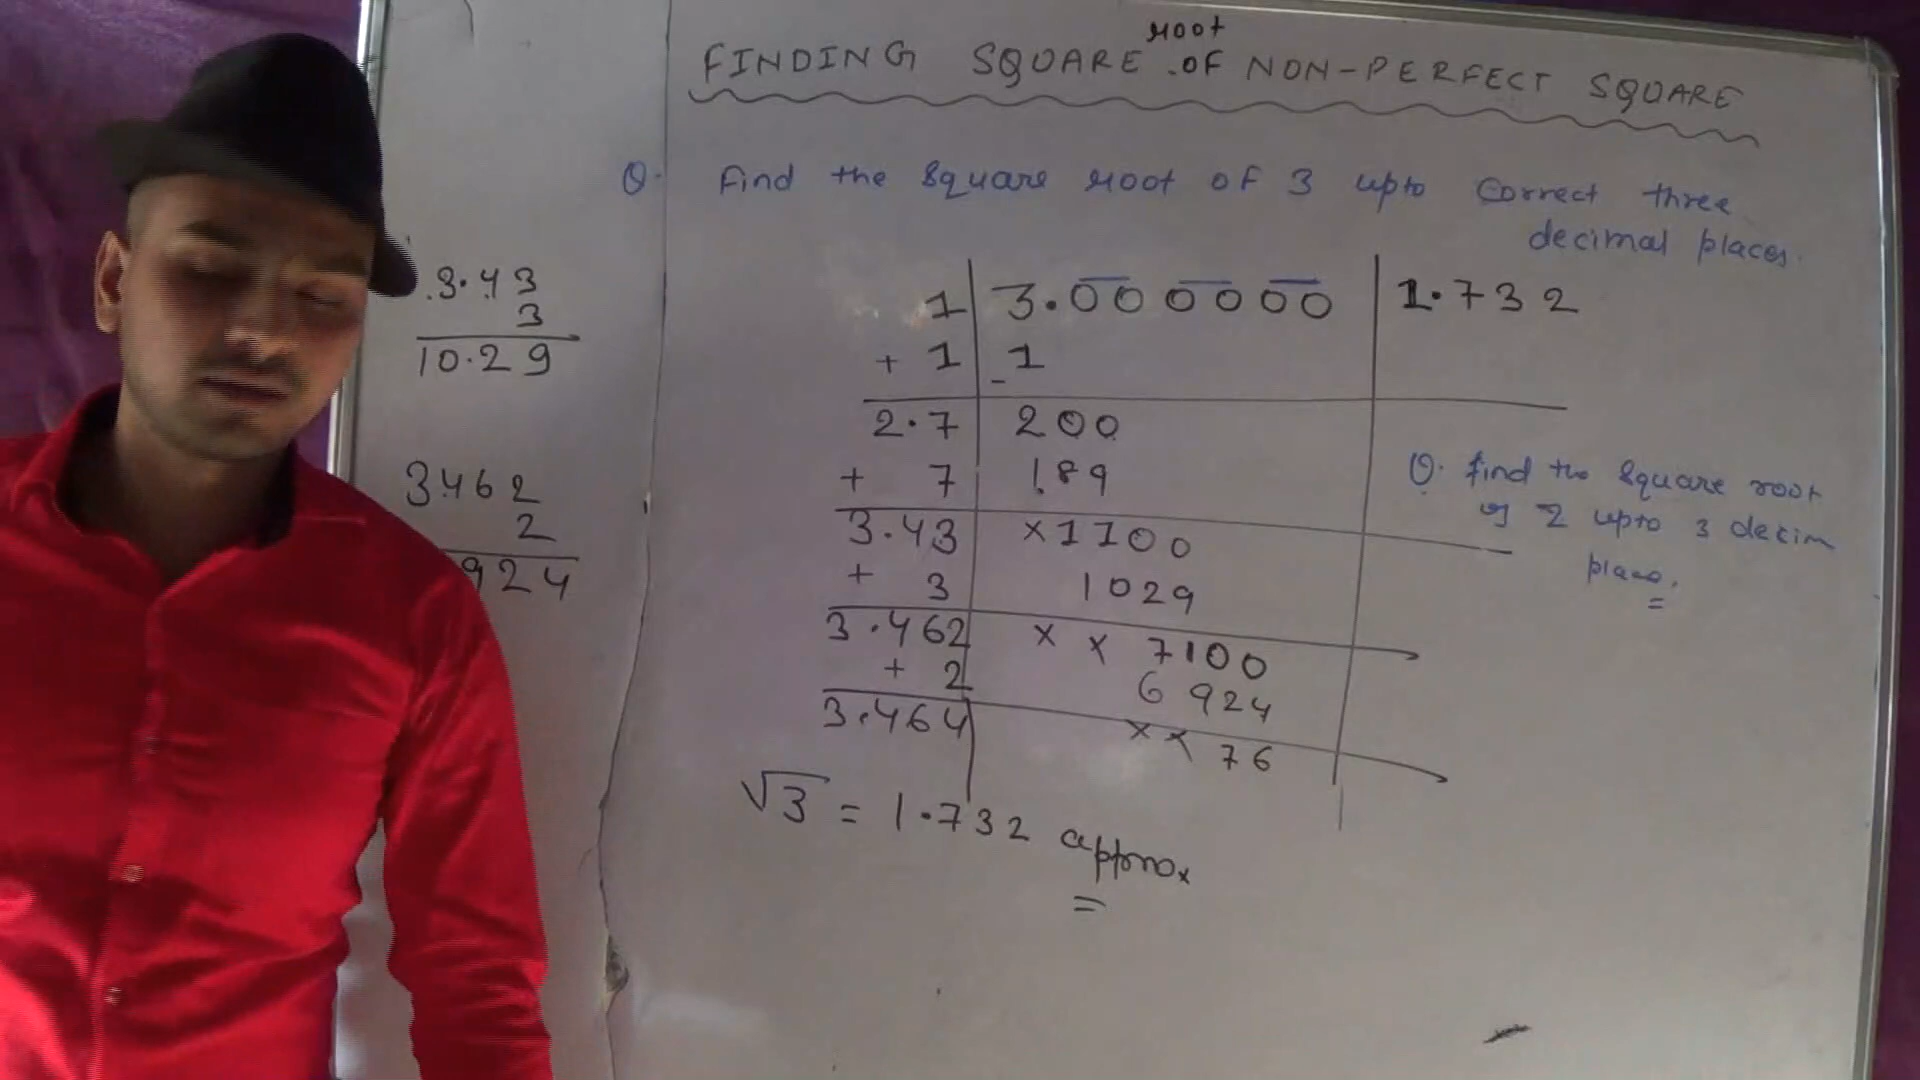 FINDING SQUARE root OF NON-PERFECT SQUARE
Q. Find the square root of 3 upto correct three
decimal places.
3.43
3
10.29
3462
2
924
1 3.000000 1.732
+ 1 - 1
2.7 200
+ 7 189
3.43 x1100
+ 3 1029
3.462 x x 7100
+ 2 6924
3.464 x x 76
√3 = 1.732 approx
=
Q. find the square root
of 2 upto 3 decim
place.
=